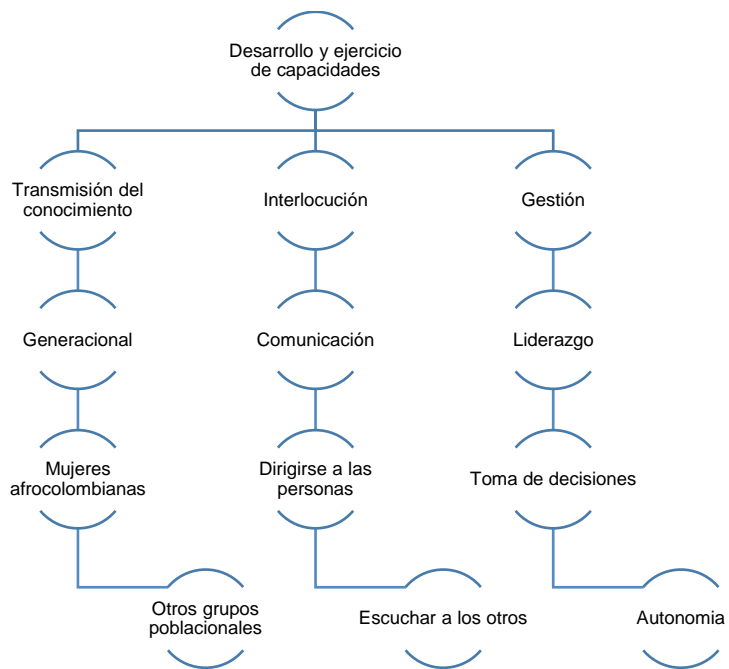 Desarrollo y ejercicio
de capacidades
Transmisión del
conocimiento
Interlocución
Gestión
Generacional
Comunicación
Liderazgo
Mujeres
afrocolombianas
Dirigirse a las
personas
Toma de decisiones
Otros grupos
poblacionales
Escuchar a los otros
Autonomia